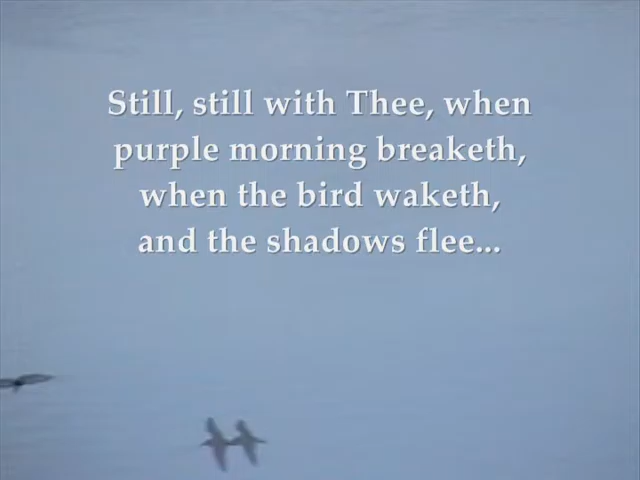 Still, still with Thee, when
purple morning breaketh,
when the bird waketh,
and the shadows flee...